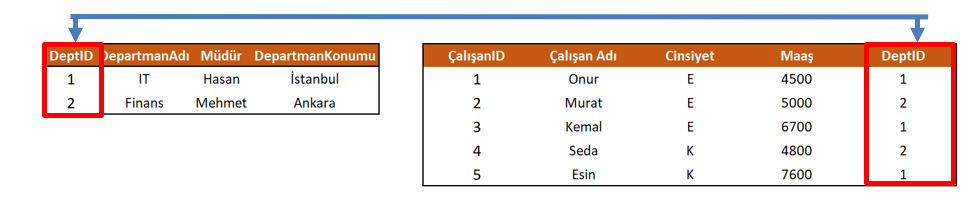 DeptID DepartmanAdı Müdür DepartmanKonumu
1 IT Hasan İstanbul
2 Finans Mehmet Ankara
ÇalışanID Çalışan Adı Cinsiyet Maaş DeptID
1 Onur E 4500 1
2 Murat E 5000 2
3 Kemal E 6700 1
4 Seda K 4800 2
5 Esin K 7600 1